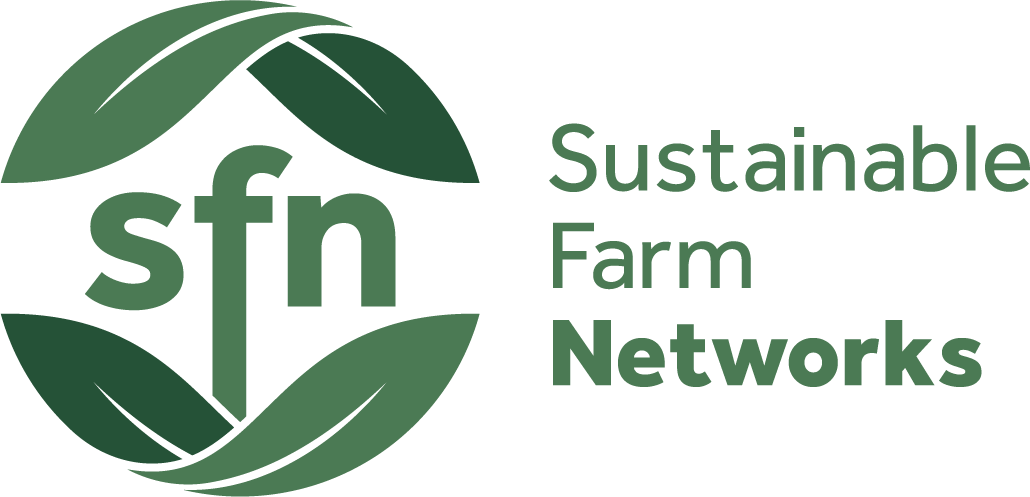 sfn
Sustainable
Farm
Networks